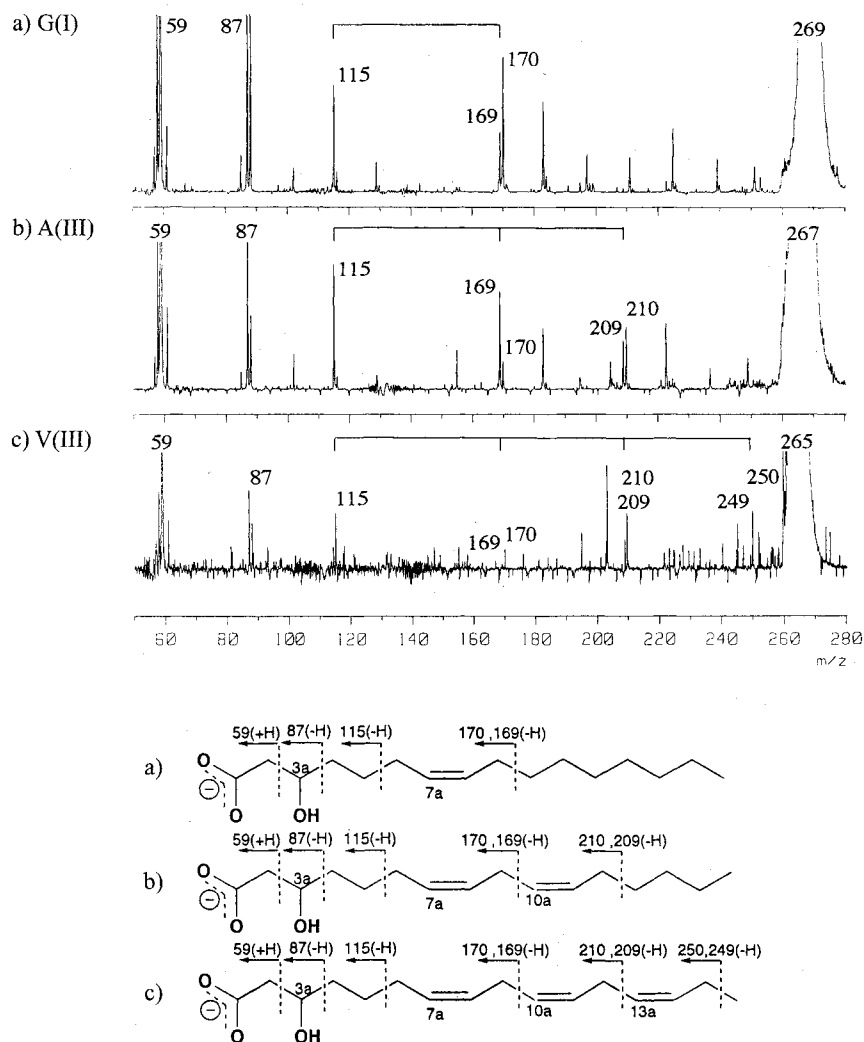 a) G(I)
59 87 115 169 170 269
b) A(III)
59 87 115 169 170 209 210 267
c) V(III)
59 87 115 169 170 210 209 249 250 265
60 80 100 120 140 160 180 200 220 240 260 280
m/z
59(+H) 87(-H) 115(-H) 170 ,169(-H)
a) O O − 3a OH 7a
59(+H) 87(-H) 115(-H) 170 ,169(-H) 210 ,209(-H)
b) O O − 3a OH 7a 10a
59(+H) 87(-H) 115(-H) 170 ,169(-H) 210 ,209(-H) 250,249(-H)
c) O O − 3a OH 7a 10a 13a